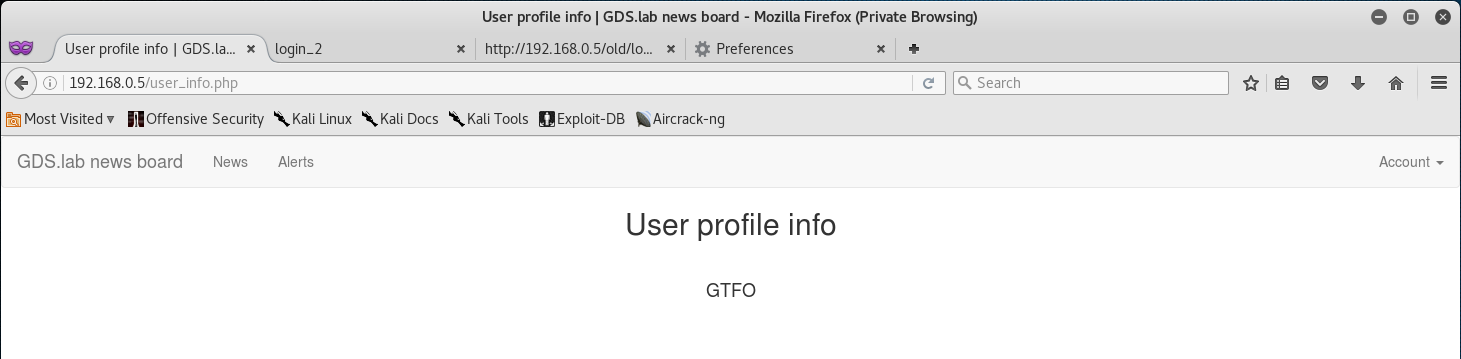 User profile info | GDS.lab news board - Mozilla Firefox (Private Browsing)
User profile info | GDS.la... login_2 http://192.168.0.5/old/lo... Preferences
192.168.0.5/user_info.php Search
Most Visited Offensive Security Kali Linux Kali Docs Kali Tools Exploit-DB Aircrack-ng
GDS.lab news board News Alerts Account
User profile info
GTFO